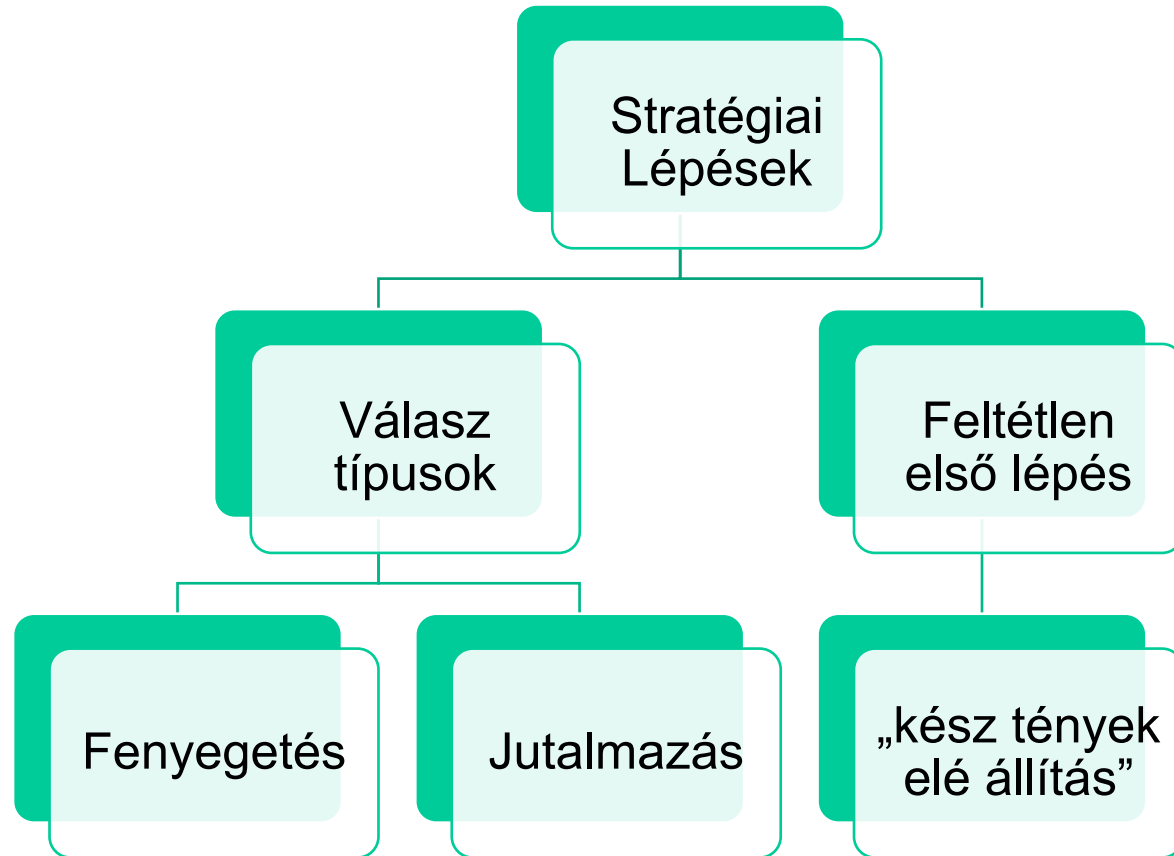 Stratégiai
Lépések
Válasz
típusok
Feltétlen
első lépés
Fenyegetés
Jutalmazás
„kész tények
elé állítás”